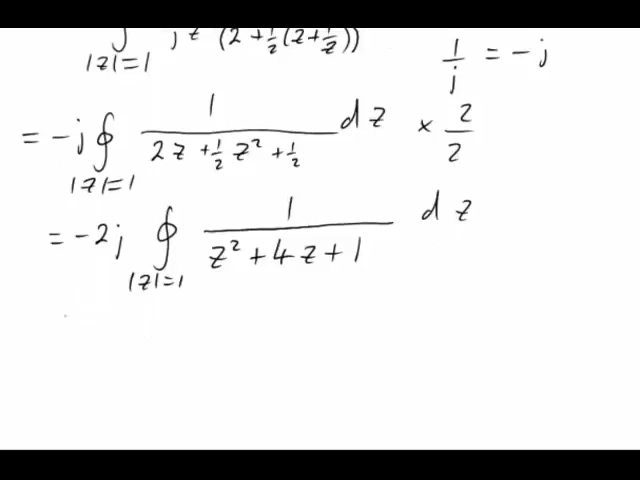 ∮ j z (2 + ½(z + 1/z))
|z|=1
1/j = -j
= -j ∮ 1/(2z + ½z² + ½) dz × 2/2
|z|=1
= -2j ∮ 1/(z² + 4z + 1) dz
|z|=1